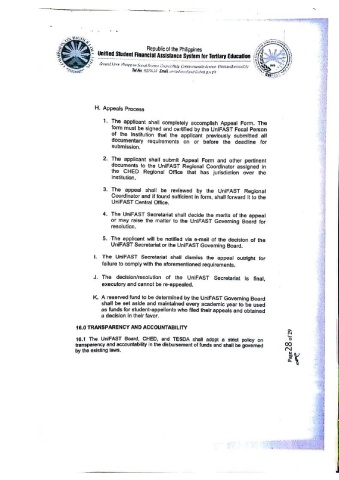 Republic of the Philippines
Unified Student Financial Assistance System for Tertiary Education
H. Appeals Process
1. The applicant shall completely accomplish Appeal Form. The
form must be signed and certified by the UniFAST Focal Person
of the institution that the applicant previously submitted all
documentary requirements on or before the deadline for
submission.
2. The applicant shall submit Appeal Form and other pertinent
documents to the UniFAST Regional Coordinator assigned in
the CHED Regional Office that has jurisdiction over the
institution.
3. The appeal shall be reviewed by the UniFAST Regional
Coordinator and if found sufficient in form, shall forward it to the
UniFAST Central Office.
4. The UniFAST Secretariat shall decide the merits of the appeal
or may raise the matter to the UniFAST Governing Board for
resolution.
5. The applicant will be notified via e-mail of the decision of the
UniFAST Secretariat or the UniFAST Governing Board.
I. The UniFAST Secretariat shall dismiss the appeal outright for
failure to comply with the aforementioned requirements.
J. The decision/resolution of the UniFAST Secretariat is final,
executory and cannot be re-appealed.
K. A reserved fund to be determined by the UniFAST Governing Board
shall be set aside and maintained every academic year to be used
as funds for student-appellants who filed their appeals and obtained
a decision in their favor.
16.0 TRANSPARENCY AND ACCOUNTABILITY
16.1 The UniFAST Board, CHED, and TESDA shall adopt a strict policy on
transparency and accountability in the disbursement of funds and shall be governed
by the existing laws.
Page 28 of 29